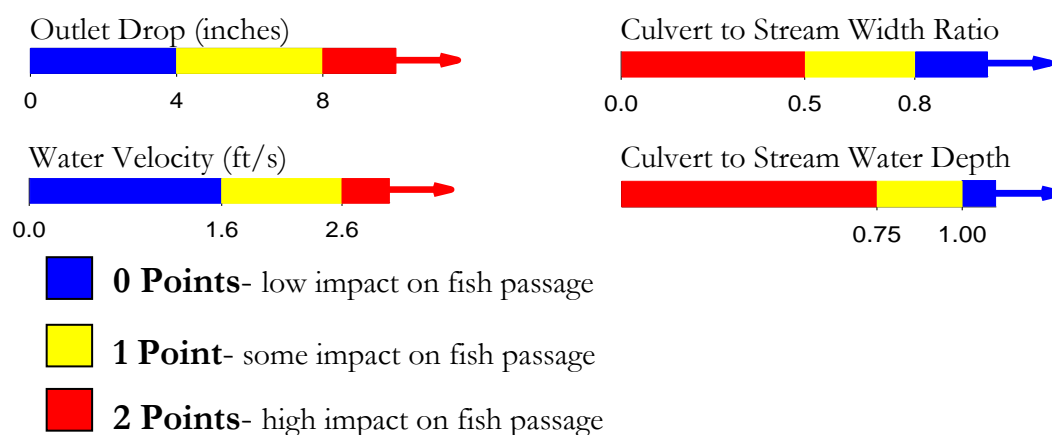 Outlet Drop (inches)
0 4 8
Culvert to Stream Width Ratio
0.0 0.5 0.8
Water Velocity (ft/s)
0.0 1.6 2.6
Culvert to Stream Water Depth
0.75 1.00
0 Points- low impact on fish passage
1 Point- some impact on fish passage
2 Points- high impact on fish passage